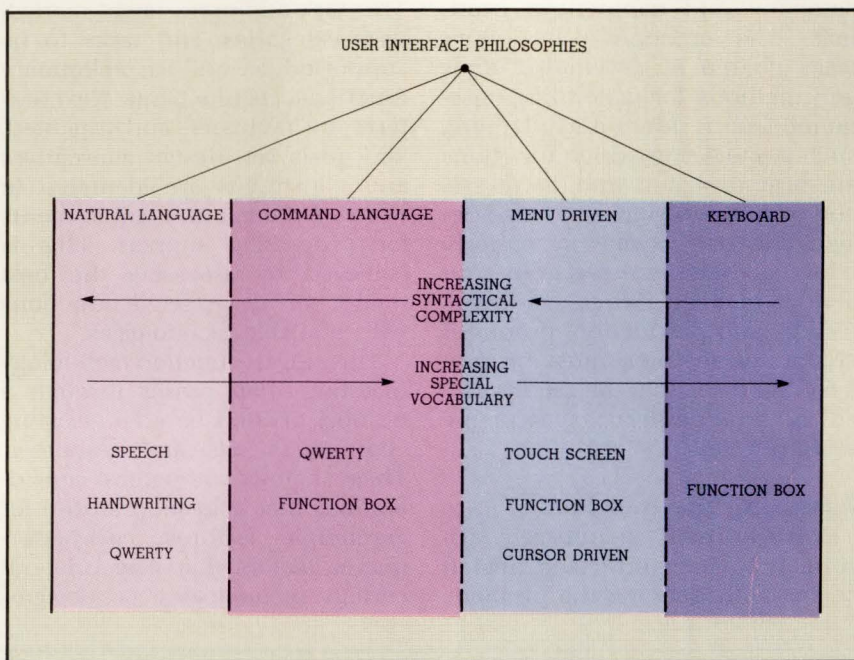 USER INTERFACE PHILOSOPHIES
NATURAL LANGUAGE
COMMAND LANGUAGE
MENU DRIVEN
KEYBOARD
INCREASING
SYNTACTICAL
COMPLEXITY
INCREASING
SPECIAL
VOCABULARY
SPEECH
HANDWRITING
QWERTY
QWERTY
FUNCTION BOX
TOUCH SCREEN
FUNCTION BOX
CURSOR DRIVEN
FUNCTION BOX